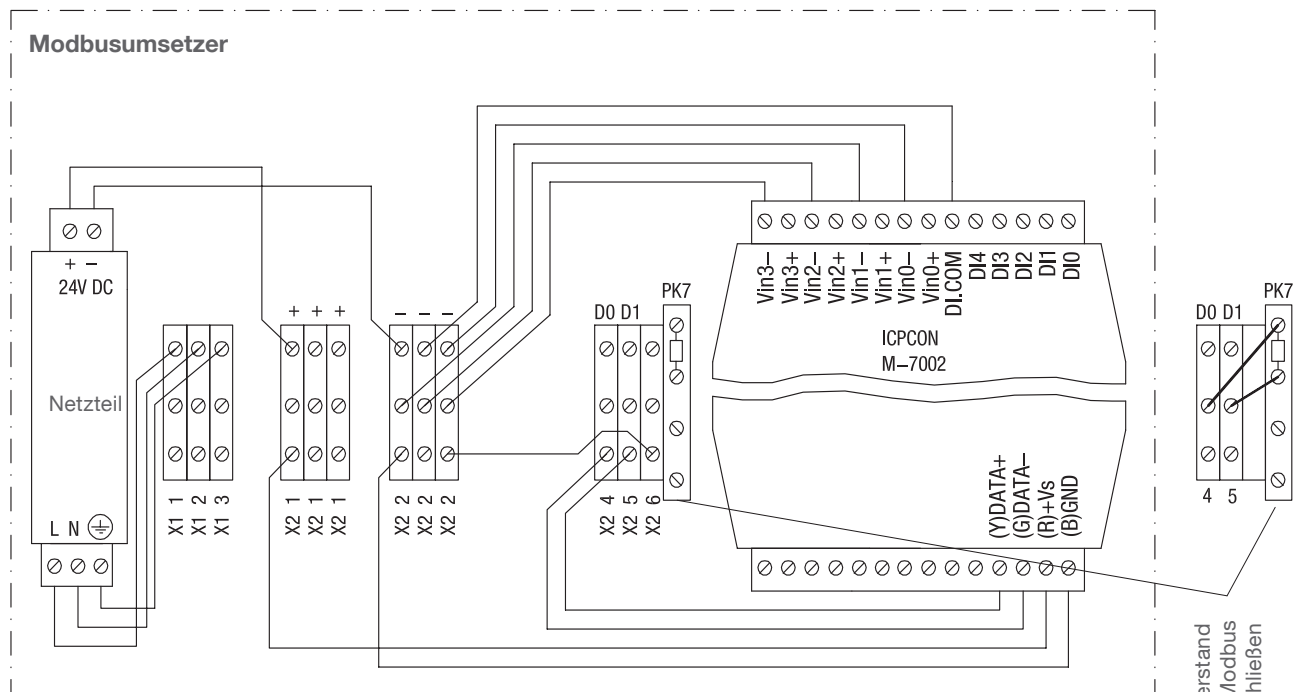 Modbusumsetzer
+ −
24V DC
Netzteil
L N
X1 1
X1 2
X1 3
+ + +
X2 1
X2 1
X2 1
− − −
X2 2
X2 2
X2 2
D0 D1
PK7
X2 4
X2 5
X2 6
Vin3−
Vin3+
Vin2−
Vin2+
Vin1−
Vin1+
Vin0−
Vin0+
DI.COM
DI4
DI3
DI2
DI1
DI0
ICPCON
M−7002
(Y)DATA+
(G)DATA−
(R)+Vs
(B)GND
D0 D1
PK7
4 5
Modbus